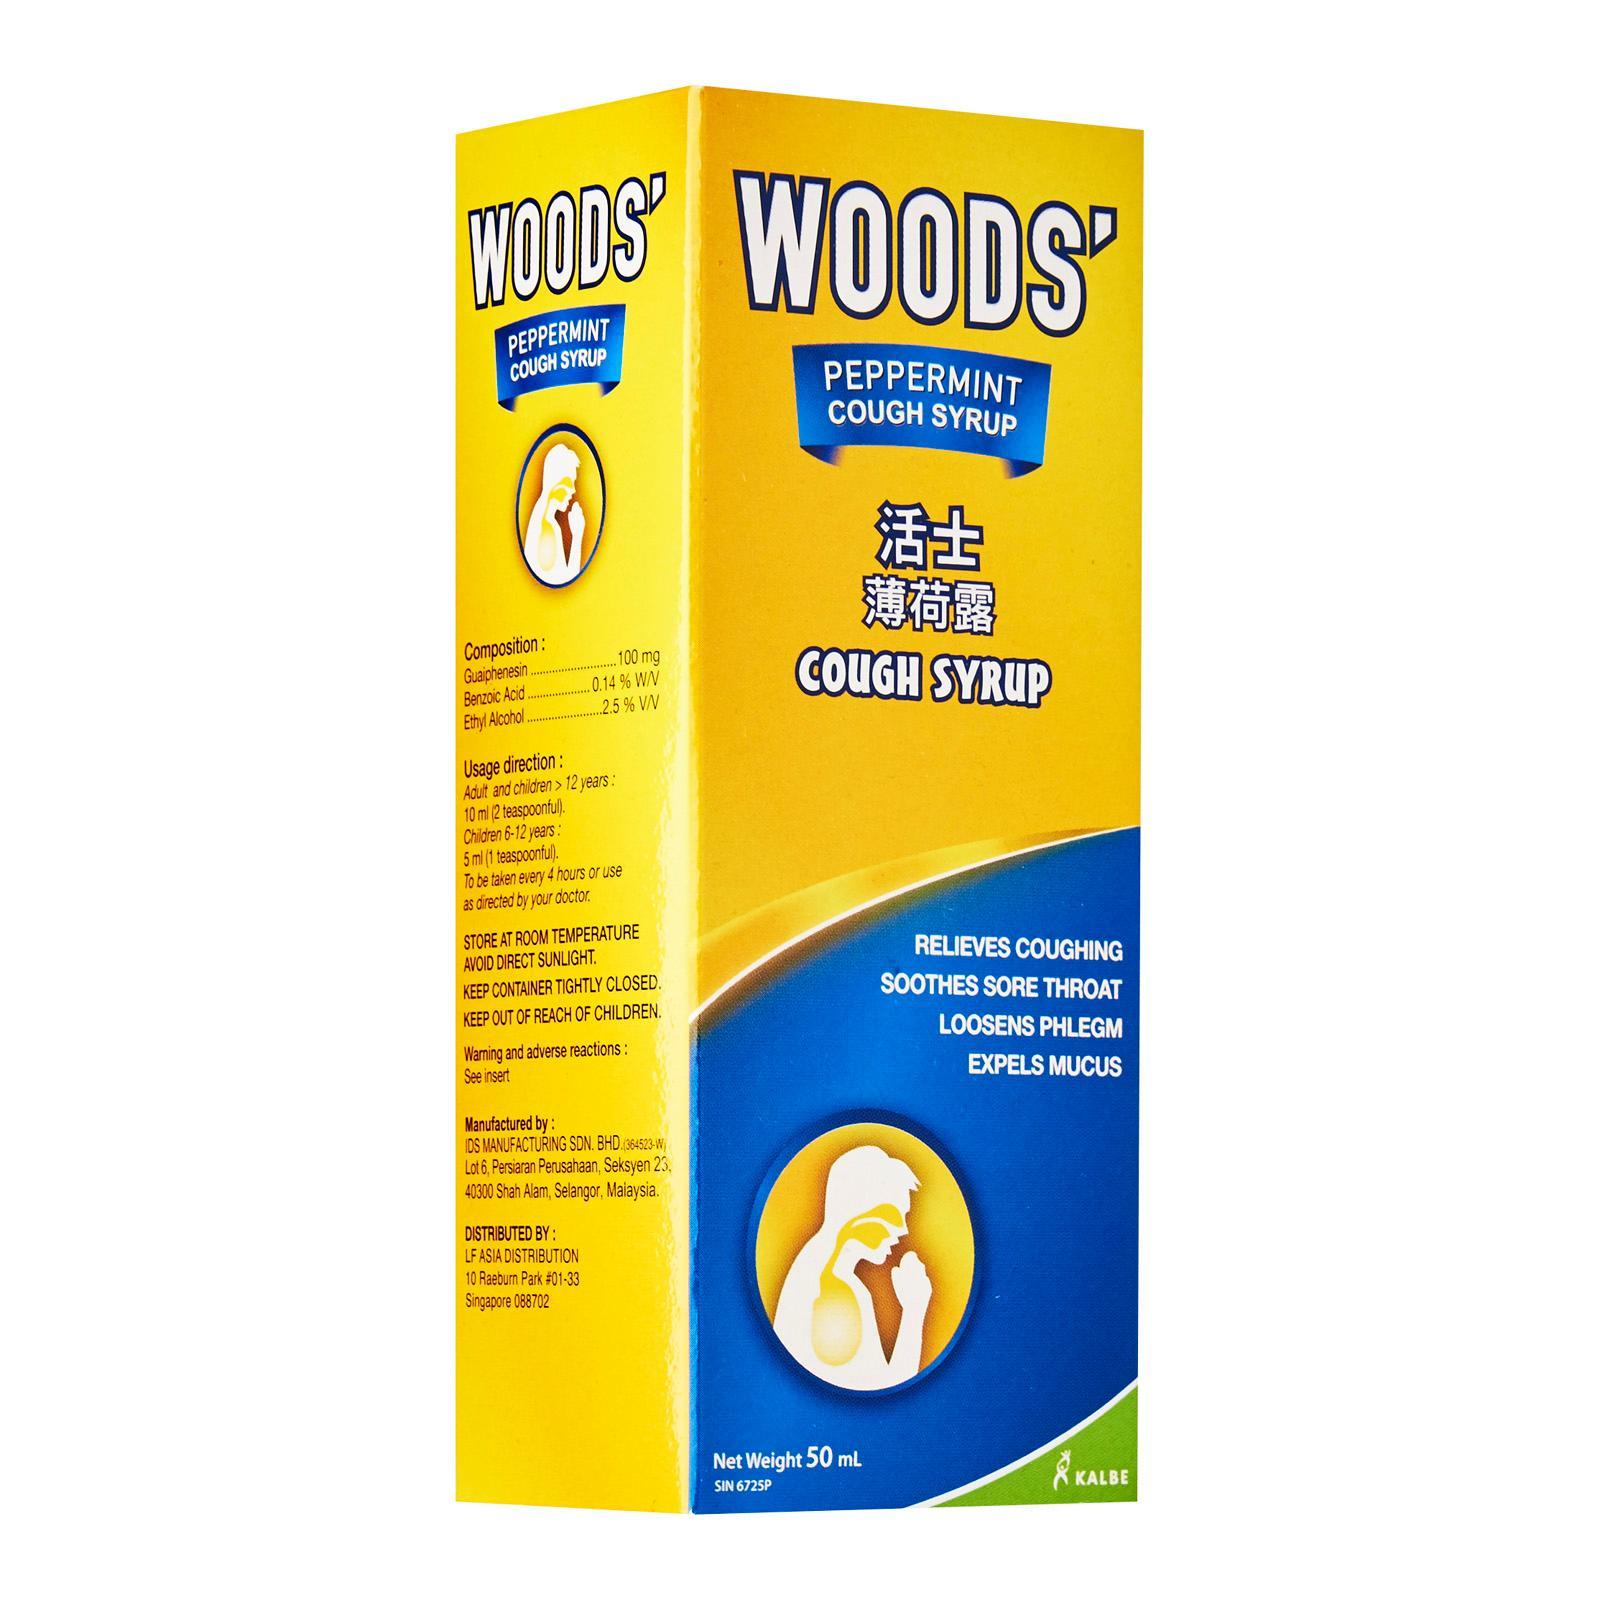 WOODS'
PEPPERMINT
COUGH SYRUP
Composition :
Guaiphenesin ........................100 mg
Benzoic Acid .................0.14 % W/V
Ethyl Alcohol .....................2.5 % V/V
Usage direction :
Adult and children > 12 years :
10 ml (2 teaspoonful).
Children 6-12 years :
5 ml (1 teaspoonful).
To be taken every 4 hours or use
as directed by your doctor.
STORE AT ROOM TEMPERATURE
AVOID DIRECT SUNLIGHT.
KEEP CONTAINER TIGHTLY CLOSED.
KEEP OUT OF REACH OF CHILDREN.
Warning and adverse reactions :
See insert
Manufactured by :
IDS MANUFACTURING SDN. BHD.(364523-W)
Lot 6, Persiaran Perusahaan, Seksyen 23,
40300 Shah Alam, Selangor, Malaysia.
DISTRIBUTED BY :
LF ASIA DISTRIBUTION
10 Raeburn Park #01-33
Singapore 088702
WOODS'
PEPPERMINT
COUGH SYRUP
活士
薄荷露
COUGH SYRUP
RELIEVES COUGHING
SOOTHES SORE THROAT
LOOSENS PHLEGM
EXPELS MUCUS
Net Weight 50 mL
SIN 6725P
KALBE